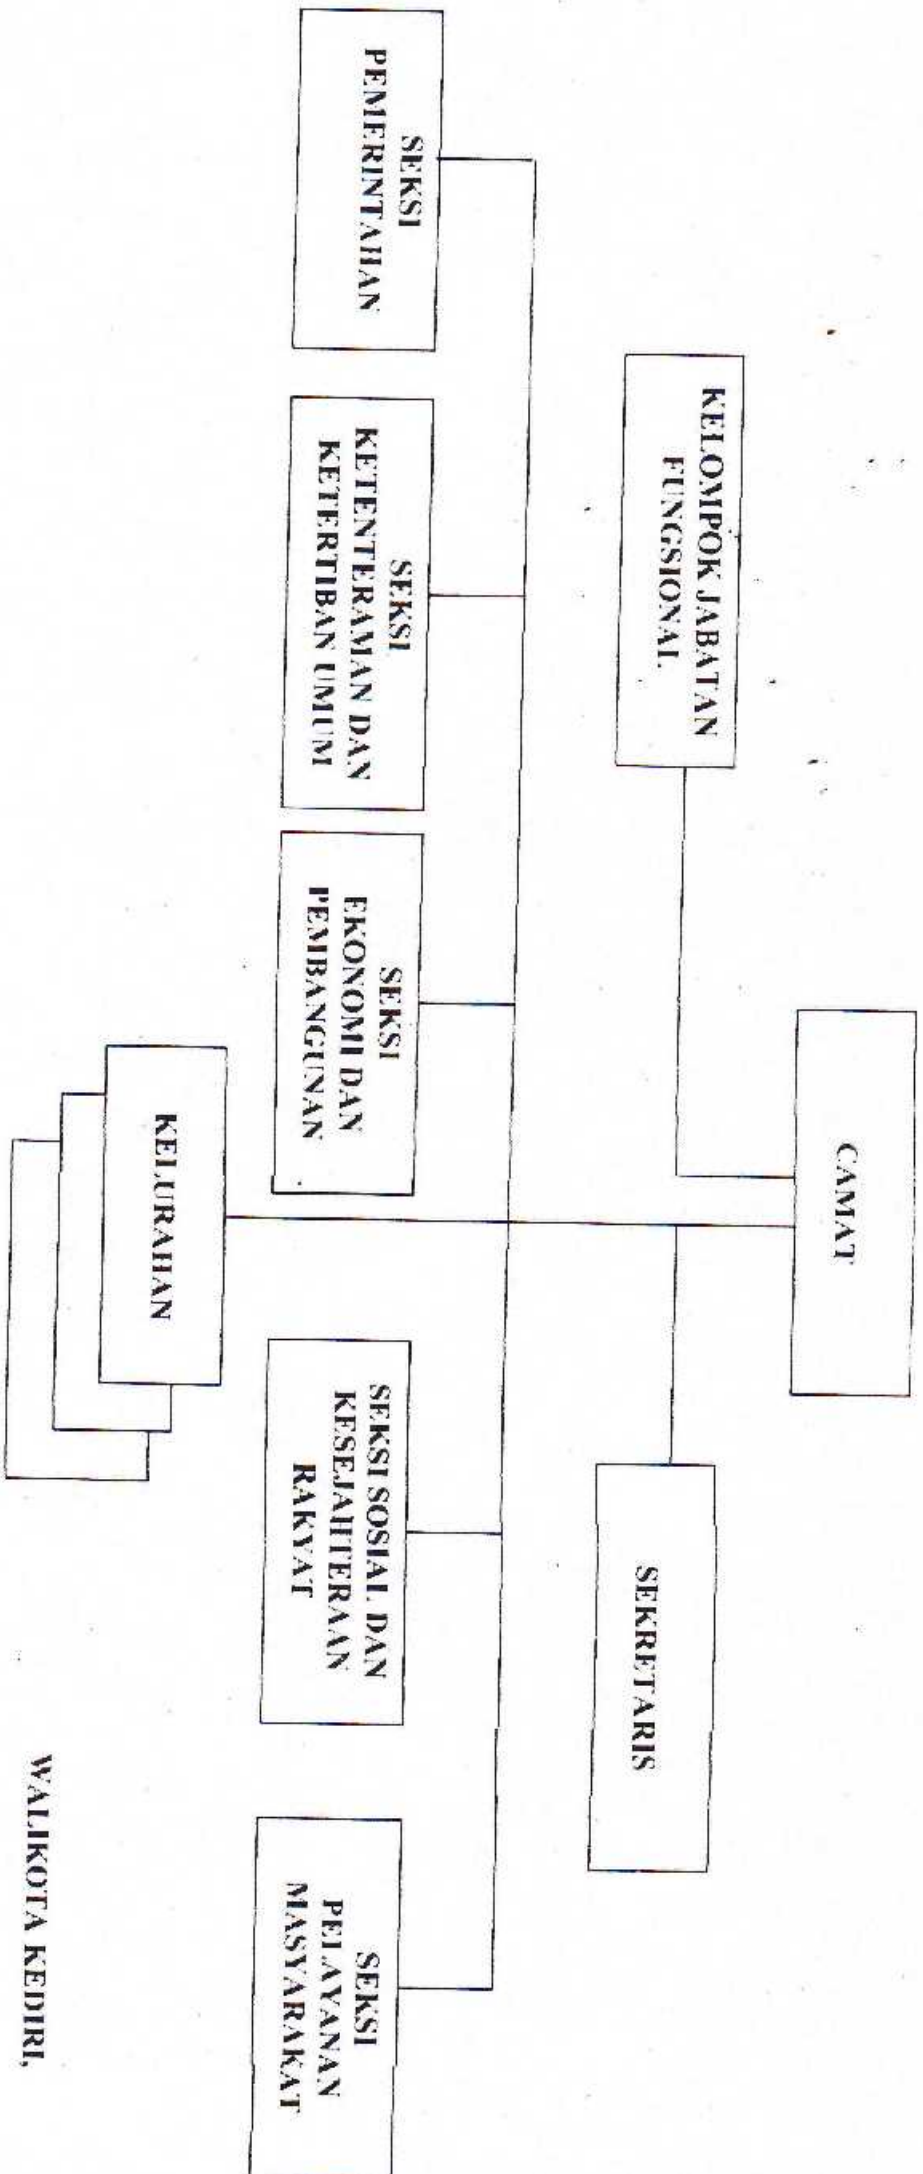 CAMAT
KELOMPOK JABATAN
FUNGSIONAL
SEKRETARIS
SEKSI
PEMERINTAHAN
SEKSI
KETENTERAMAN DAN
KETERTIBAN UMUM
SEKSI
EKONOMI DAN
PEMBANGUNAN
SEKSI SOSIAL DAN
KESEJAHTERAAN
RAKYAT
SEKSI
PELAYANAN
MASYARAKAT
KELURAHAN
WALIKOTA KEDIRI,